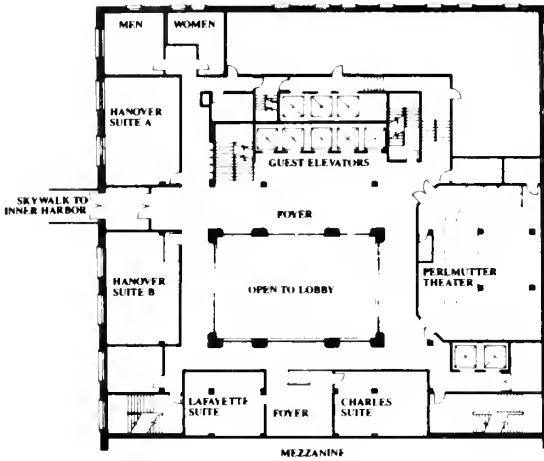 MEN
WOMEN
HANOVER
SUITE A
GUEST ELEVATORS
SKYWALK TO
INNER HARBOR
FOYER
HANOVER
SUITE B
OPEN TO LOBBY
PERLMUTTER
THEATER
LAFAYETTE
SUITE
FOYER
CHARLES
SUITE
MEZZANINE